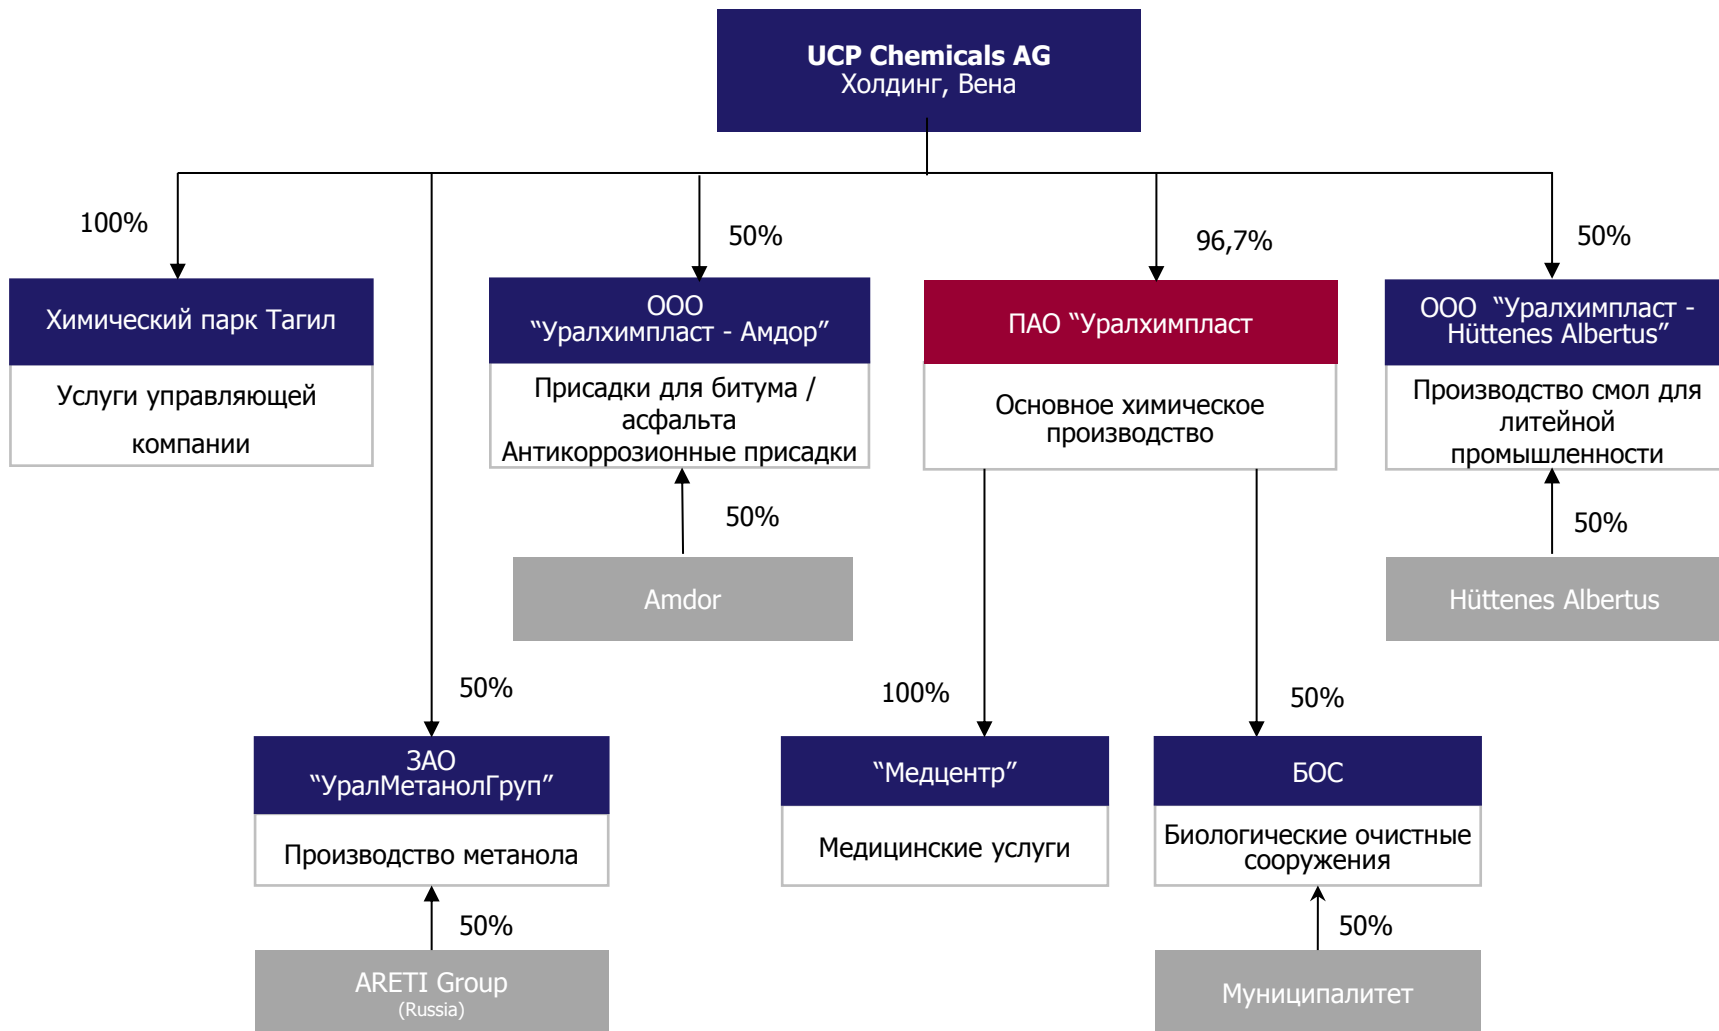 UCP Chemicals AG
Холдинг, Вена
100%
50%
96,7%
50%
Химический парк Тагил
Услуги управляющей
компании
ООО
“Уралхимпласт - Амдор”
Присадки для битума /
асфальта
Антикоррозионные присадки
ПАО “Уралхимпласт
Основное химическое
производство
ООО “Уралхимпласт -
Hüttenes Albertus”
Производство смол для
литейной
промышленности
50%
50%
Amdor
Hüttenes Albertus
50%
100%
50%
ЗАО
“УралМетанолГруп”
Производство метанола
“Медцентр”
Медицинские услуги
БОС
Биологические очистные
сооружения
50%
50%
ARETI Group
(Russia)
Муниципалитет